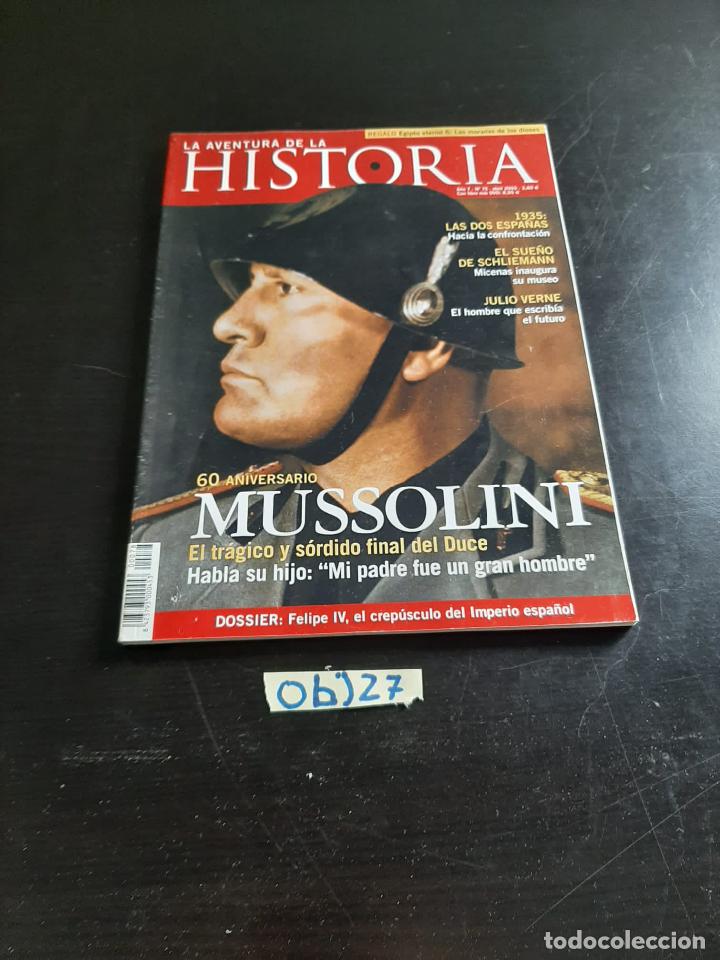 REGALO Egipto eterno 6: Las moradas de los dioses
LA AVENTURA DE LA
HISTORIA
1935:
LAS DOS ESPAÑAS
Hacia la confrontación
EL SUEÑO
DE SCHLIEMANN
Micenas inaugura
su museo
JULIO VERNE
El hombre que escribía
el futuro
60 ANIVERSARIO
MUSSOLINI
El trágico y sórdido final del Duce
Habla su hijo: “Mi padre fue un gran hombre”
DOSSIER: Felipe IV, el crepúsculo del Imperio español
Obj27
todocoleccion